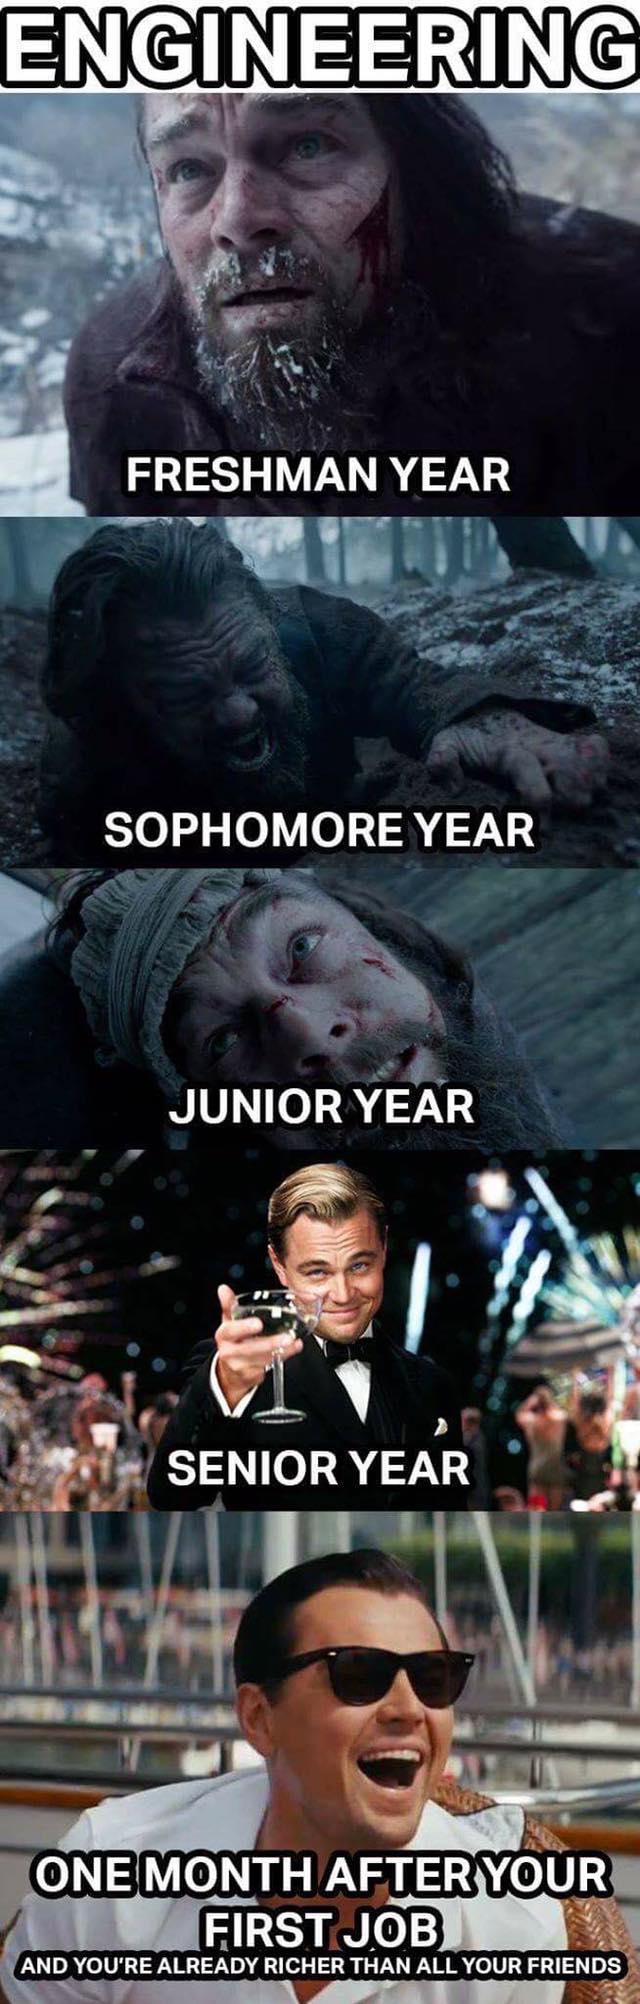 ENGINEERING
FRESHMAN YEAR
SOPHOMORE YEAR
JUNIOR YEAR
SENIOR YEAR
ONE MONTH AFTER YOUR
FIRST JOB
AND YOU'RE ALREADY RICHER THAN ALL YOUR FRIENDS